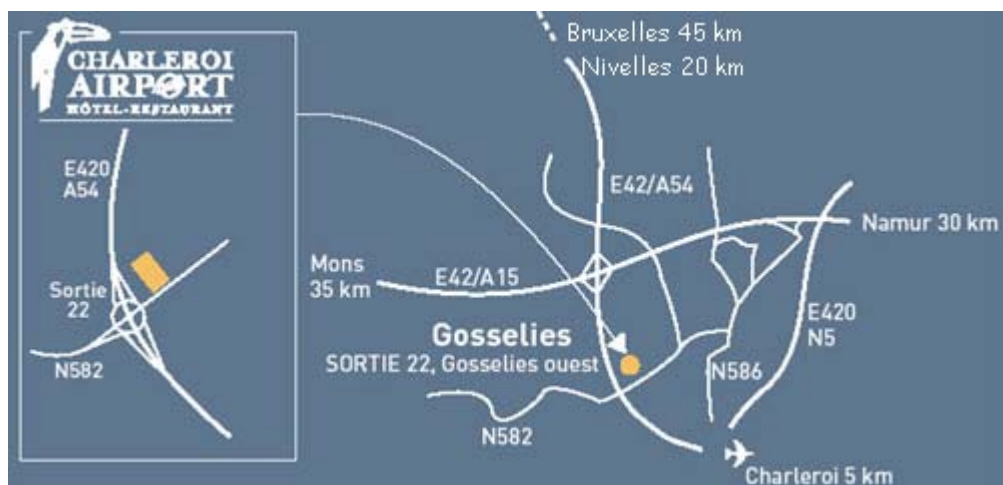 CHARLEROI
AIRPORT
HÔTEL-RESTAURANT
E420
A54
Sortie
22
N582
Bruxelles 45 km
Nivelles 20 km
E42/A54
Namur 30 km
Mons
35 km
E42/A15
E420
N5
Gosselies
SORTIE 22, Gosselies ouest
N586
N582
Charleroi 5 km